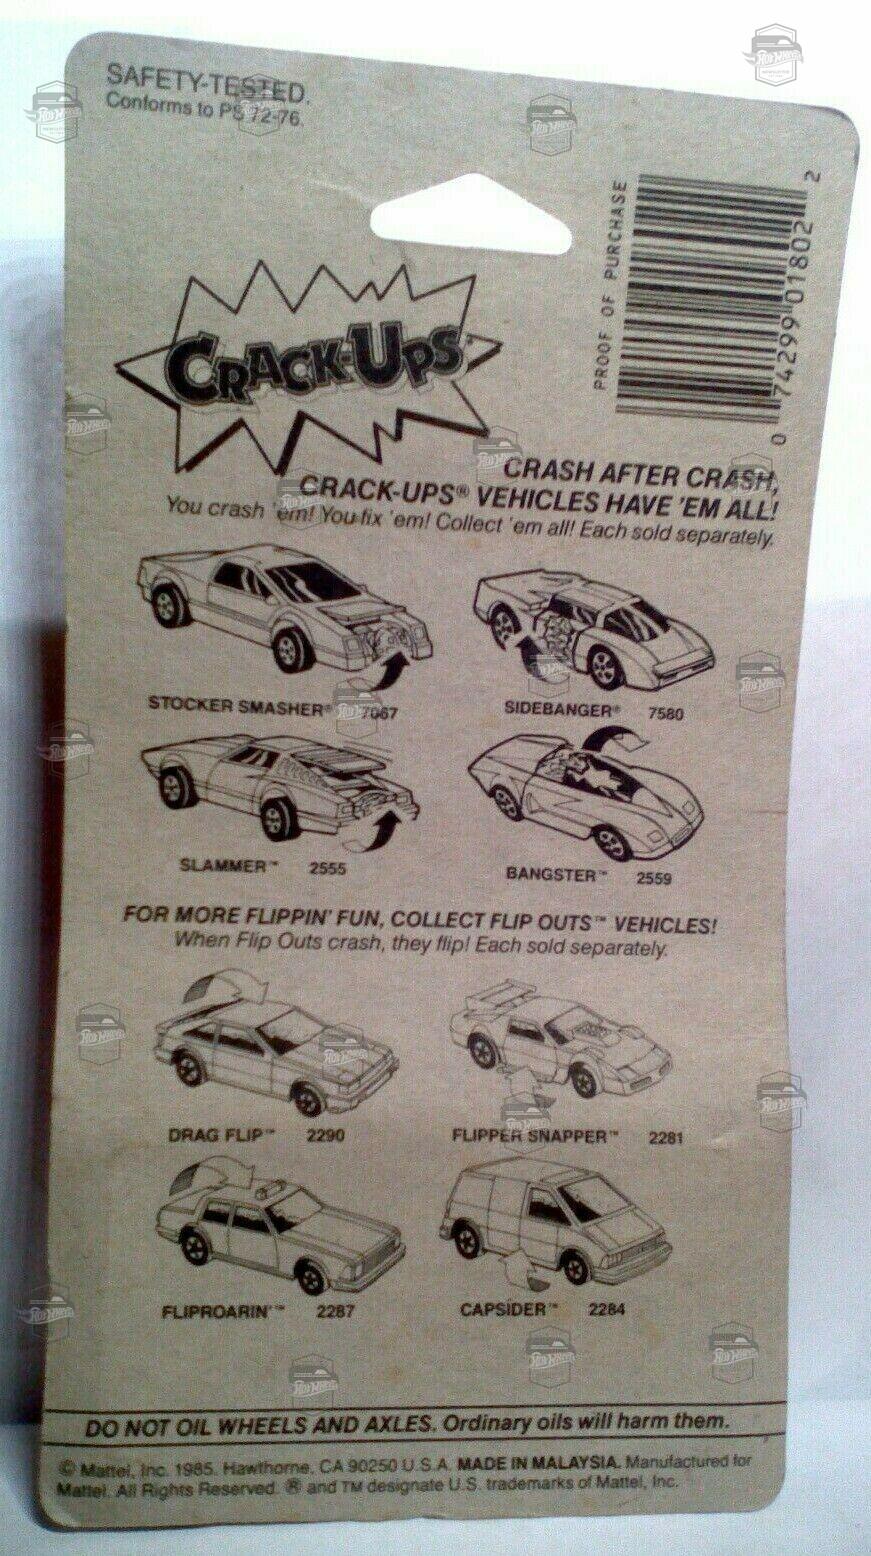 SAFETY-TESTED.
Conforms to PS 72-76.
PROOF OF PURCHASE
0 74299 01802 2
CRACK-UPS™
CRASH AFTER CRASH,
CRACK-UPS® VEHICLES HAVE 'EM ALL!
You crash 'em! You fix 'em! Collect 'em all! Each sold separately.
STOCKER SMASHER® 7067
SIDEBANGER® 7580
SLAMMER™ 2555
BANGSTER™ 2559
FOR MORE FLIPPIN' FUN, COLLECT FLIP OUTS™ VEHICLES!
When Flip Outs crash, they flip! Each sold separately.
DRAG FLIP™ 2290
FLIPPER SNAPPER™ 2281
FLIPROARIN'™ 2287
CAPSIDER™ 2284
DO NOT OIL WHEELS AND AXLES. Ordinary oils will harm them.
© Mattel, Inc. 1985. Hawthorne, CA 90250 U.S.A. MADE IN MALAYSIA. Manufactured for
Mattel. All Rights Reserved. ® and TM designate U.S. trademarks of Mattel, Inc.